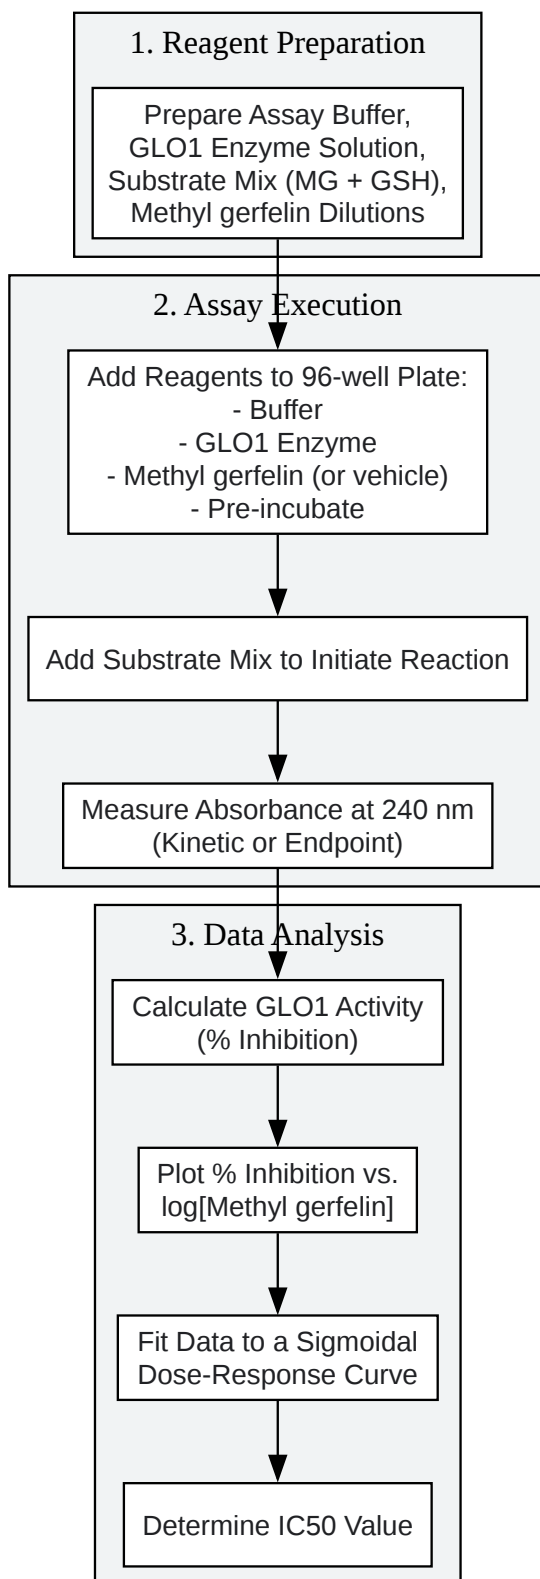 1. Reagent Preparation
Prepare Assay Buffer,
GLO1 Enzyme Solution,
Substrate Mix (MG + GSH),
Methyl gerfelin Dilutions
2. Assay Execution
Add Reagents to 96-well Plate:
- Buffer
- GLO1 Enzyme
- Methyl gerfelin (or vehicle)
- Pre-incubate
Add Substrate Mix to Initiate Reaction
Measure Absorbance at 240 nm
(Kinetic or Endpoint)
3. Data Analysis
Calculate GLO1 Activity
(% Inhibition)
Plot % Inhibition vs.
log[Methyl gerfelin]
Fit Data to a Sigmoidal
Dose-Response Curve
Determine IC50 Value